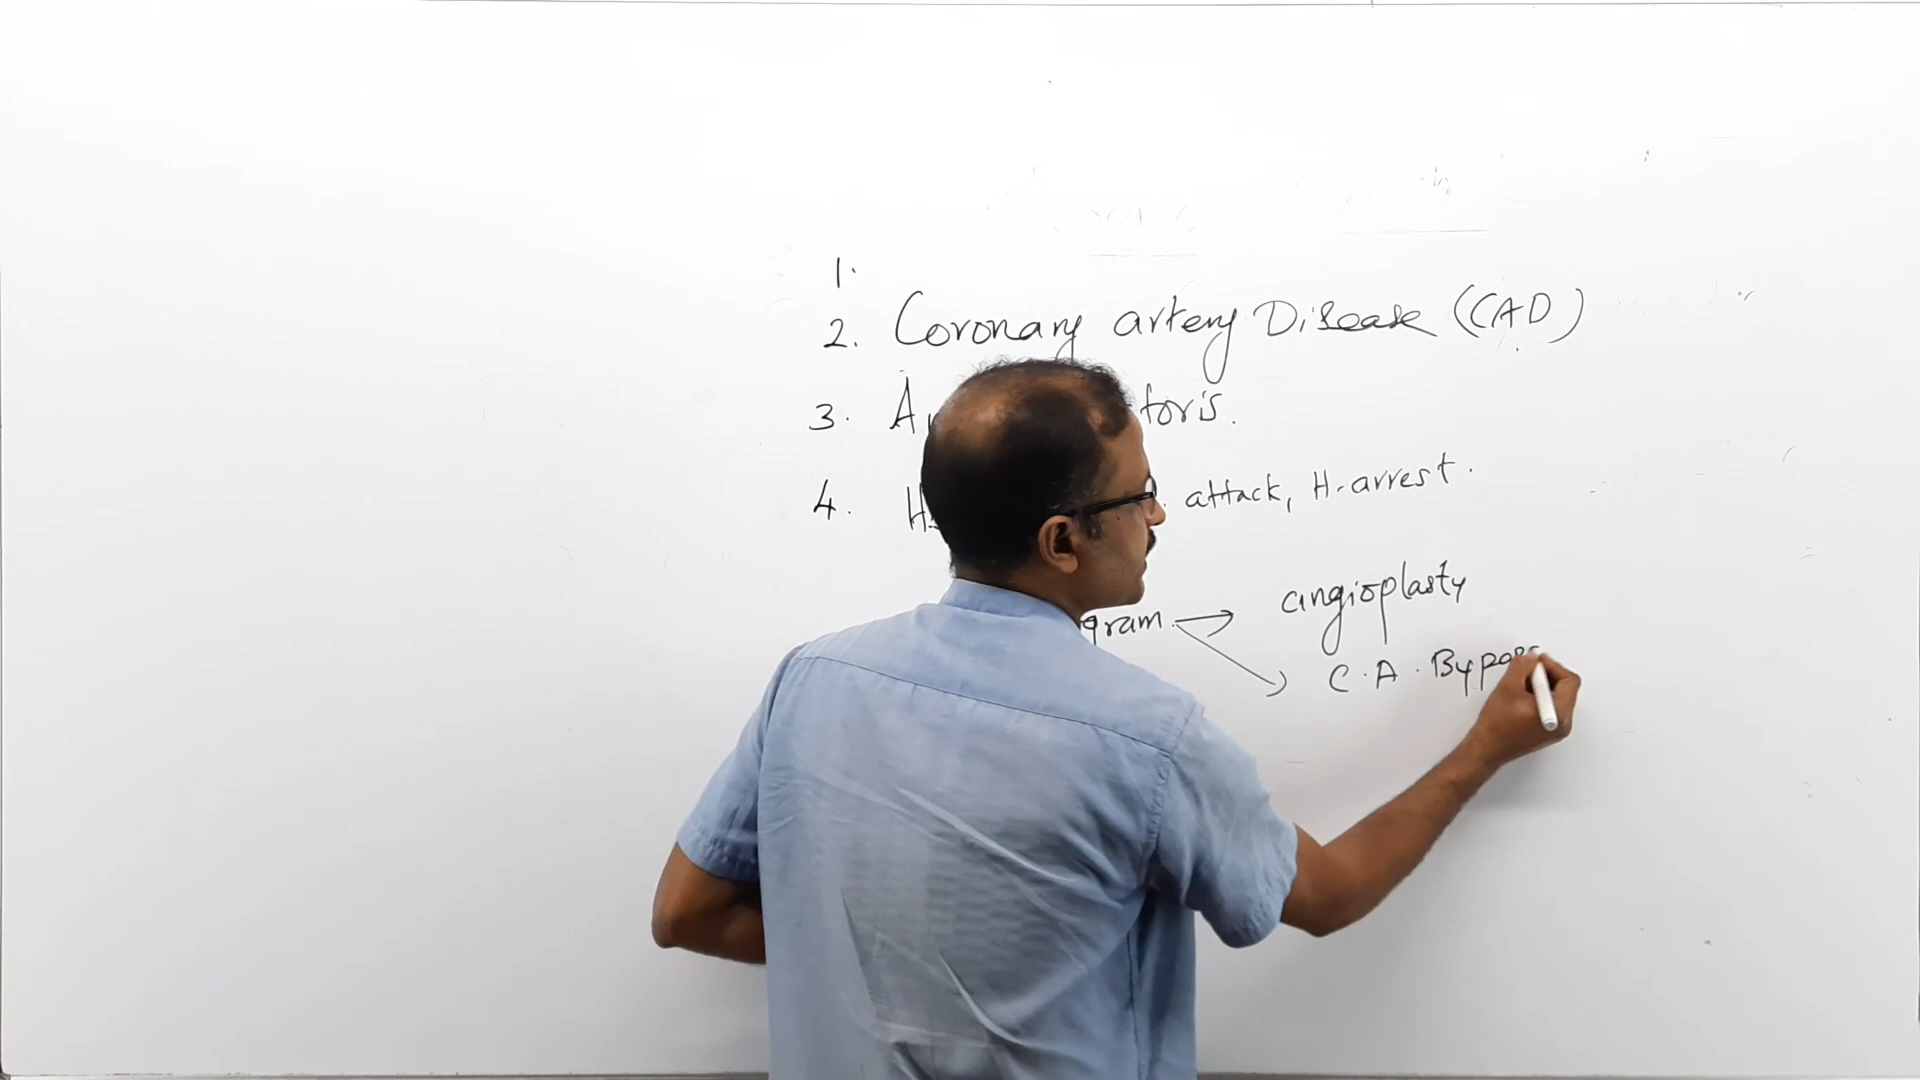 1.
2. Coronary artery Disease (CAD)
3. toris.
4. attack, H. arrest.
gram → angioplasty
C. A. Bypass